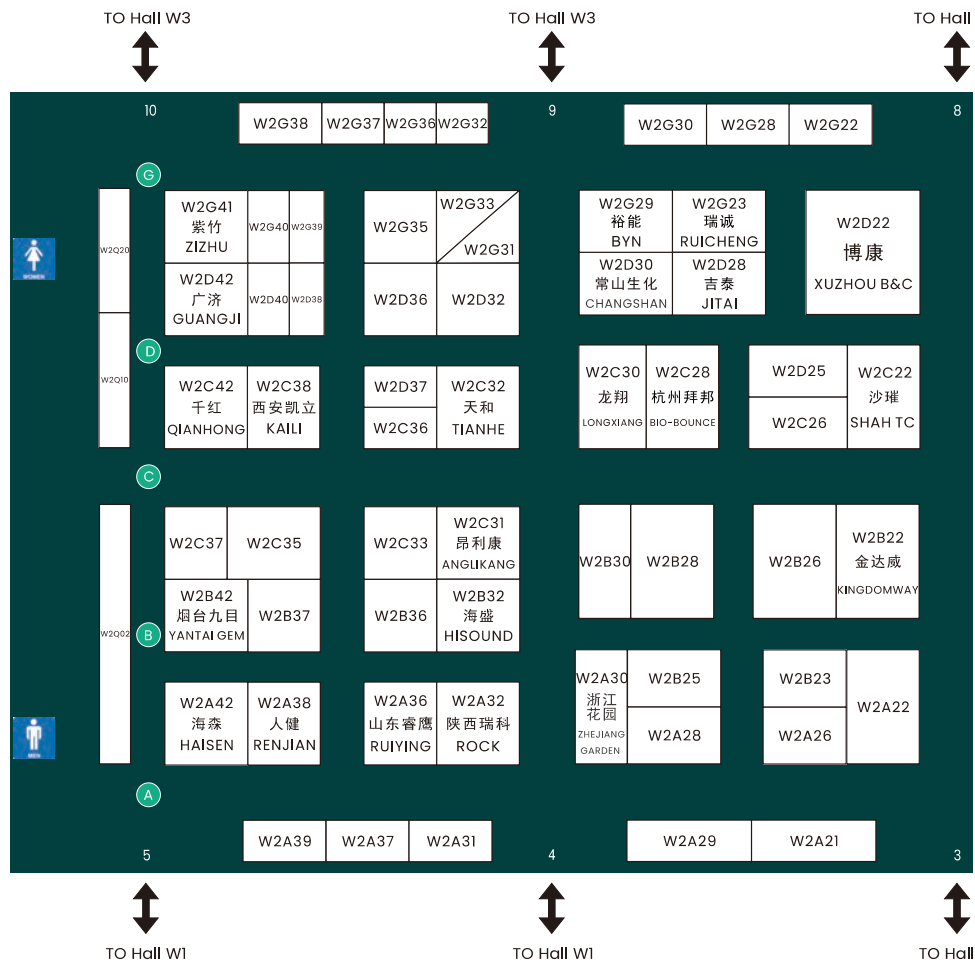 TO Hall W3
TO Hall W3
TO Hall
10
9
8
W2G38
W2G37
W2G36
W2G32
W2G30
W2G28
W2G22
G
W2Q20
W2G41
紫竹
ZIZHU
W2G40
W2G39
W2G35
W2G33
W2G31
W2G29
裕能
BYN
W2G23
瑞诚
RUICHENG
W2D22
博康
XUZHOU B&C
WOMEN
W2D42
广济
GUANGJI
W2D40
W2D38
W2D36
W2D32
W2D30
常山生化
CHANGSHAN
W2D28
吉泰
JITAI
D
W2Q10
W2C42
千红
QIANHONG
W2C38
西安凯立
KAILI
W2D37
W2C36
W2C32
天和
TIANHE
W2C30
龙翔
LONGXIANG
W2C28
杭州拜邦
BIO-BOUNCE
W2D25
W2C26
W2C22
沙璀
SHAH TC
C
W2C37
W2C35
W2C33
W2C31
昂利康
ANGLIKANG
W2B30
W2B28
W2B26
W2B22
金达威
KINGDOMWAY
W2Q02
B
W2B42
烟台九目
YANTAI GEM
W2B37
W2B36
W2B32
海盛
HISOUND
W2A42
海森
HAISEN
W2A38
人健
RENJIAN
W2A36
山东睿鹰
RUIYING
W2A32
陕西瑞科
ROCK
W2A30
浙江
花园
ZHEJIANG
GARDEN
W2B25
W2A28
W2B23
W2A26
W2A22
MEN
A
W2A39
W2A37
W2A31
W2A29
W2A21
5
4
3
TO Hall W1
TO Hall W1
TO Hall